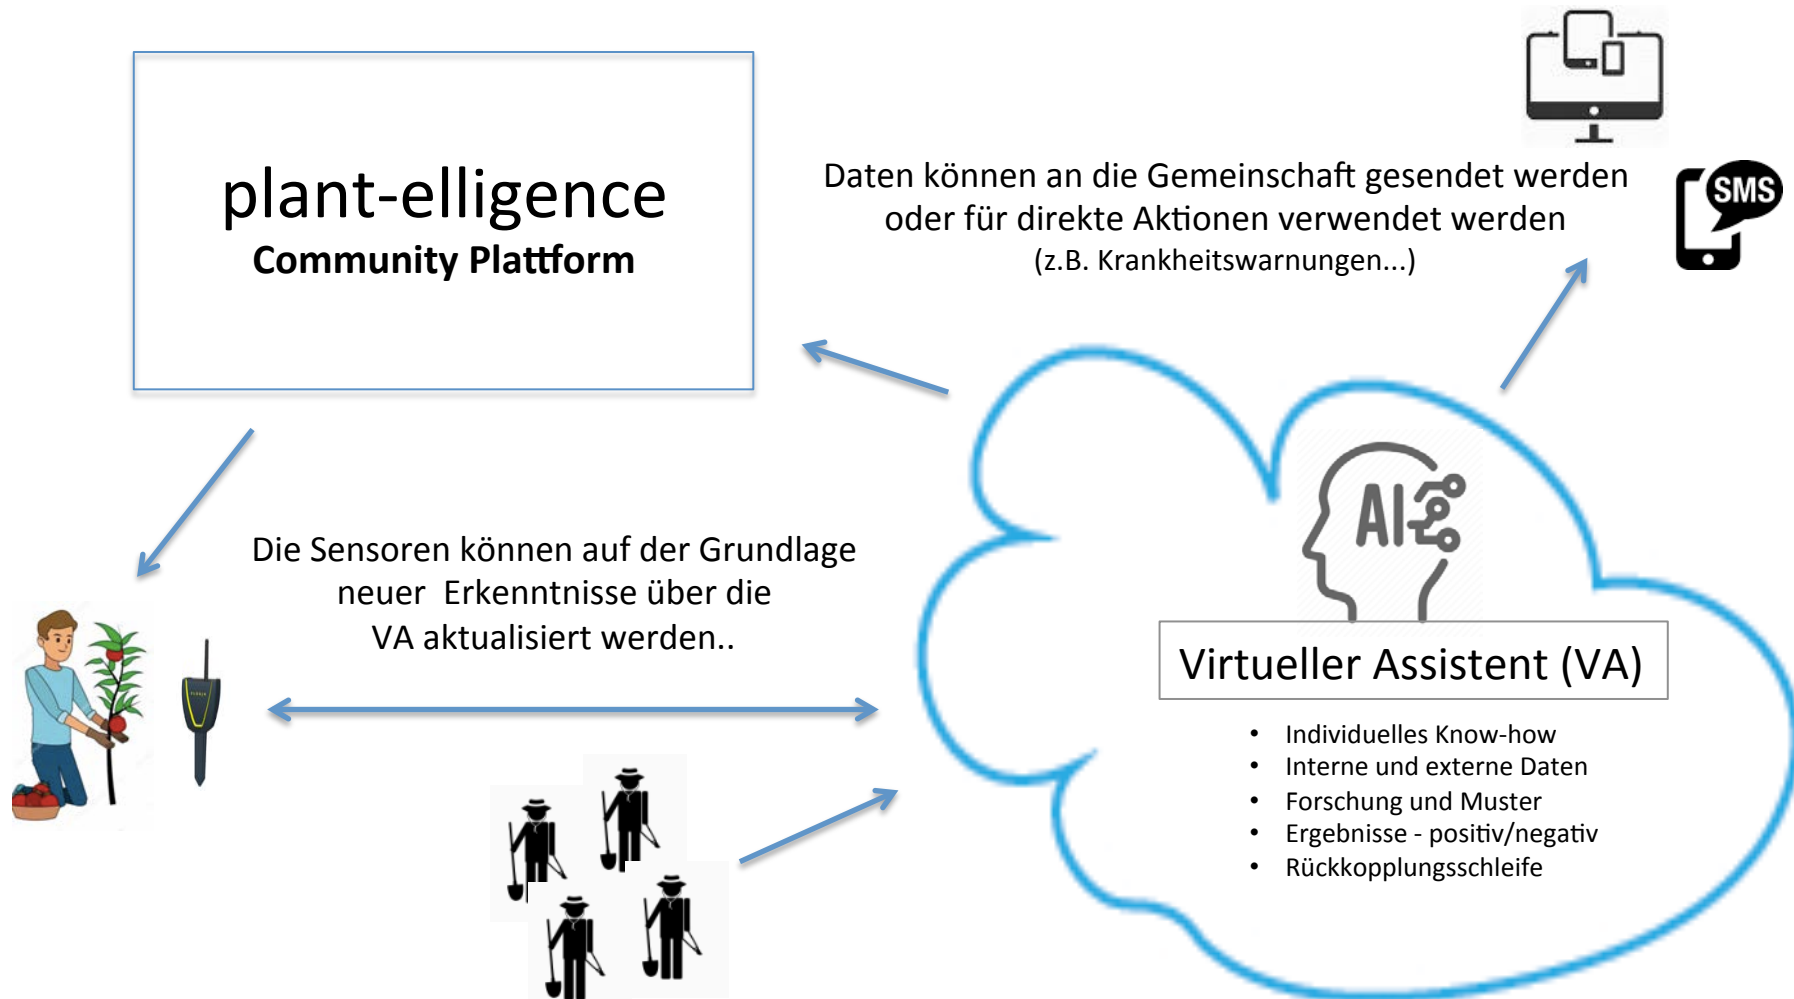 plant-elligence
Community Plattform
Daten können an die Gemeinschaft gesendet werden
oder für direkte Aktionen verwendet werden
(z.B. Krankheitswarnungen...)
SMS
Die Sensoren können auf der Grundlage
neuer  Erkenntnisse über die
VA aktualisiert werden..
AI
Virtueller Assistent (VA)
• Individuelles Know-how
• Interne und externe Daten
• Forschung und Muster
• Ergebnisse - positiv/negativ
• Rückkopplungsschleife